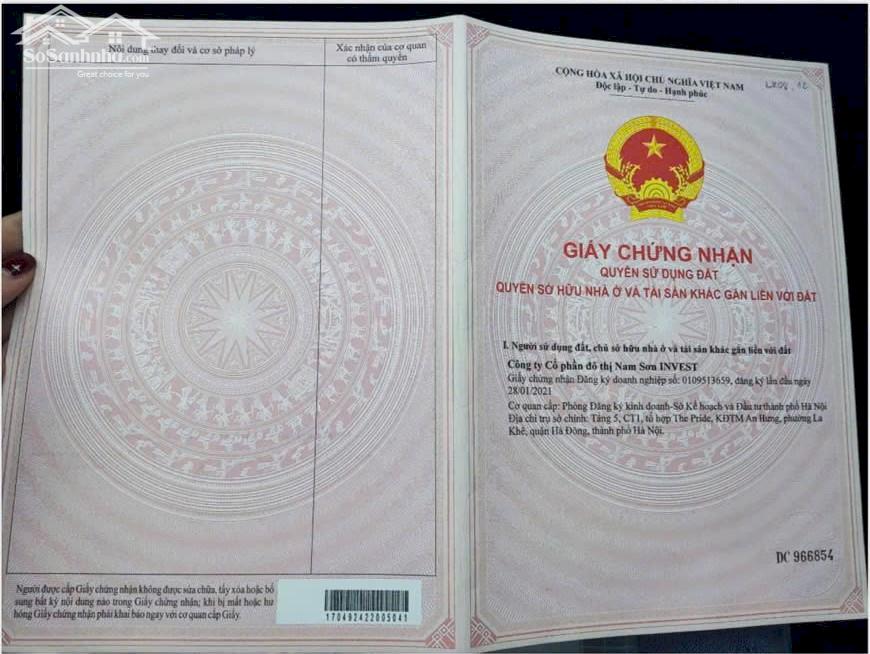 SoSanhnha.com
Great choice for you
Nội dung thay đổi và cơ sở pháp lý
Xác nhận của cơ quan
có thẩm quyền
Người được cấp Giấy chứng nhận không được sửa chữa, tẩy xóa hoặc bổ
sung bất kỳ nội dung nào trong Giấy chứng nhận; khi bị mất hoặc hư
hỏng Giấy chứng nhận phải khai báo ngay với cơ quan cấp Giấy.
170492422005041
CỘNG HÒA XÃ HỘI CHỦ NGHĨA VIỆT NAM
Độc lập - Tự do - Hạnh phúc
GIẤY CHỨNG NHẬN
QUYỀN SỬ DỤNG ĐẤT
QUYỀN SỞ HỮU NHÀ Ở VÀ TÀI SẢN KHÁC GẮN LIỀN VỚI ĐẤT
I. Người sử dụng đất, chủ sở hữu nhà ở và tài sản khác gắn liền với đất
Công ty Cổ phần đô thị Nam Sơn INVEST
Giấy chứng nhận Đăng ký doanh nghiệp số: 0109513659, đăng ký lần đầu ngày
28/01/2021
Cơ quan cấp: Phòng Đăng ký kinh doanh-Sở Kế hoạch và Đầu tư thành phố Hà Nội
Địa chỉ trụ sở chính: Tầng 5, CT1, tổ hợp The Pride, KĐTM An Hưng, phường La
Khê, quận Hà Đông, thành phố Hà Nội.
DC 966854